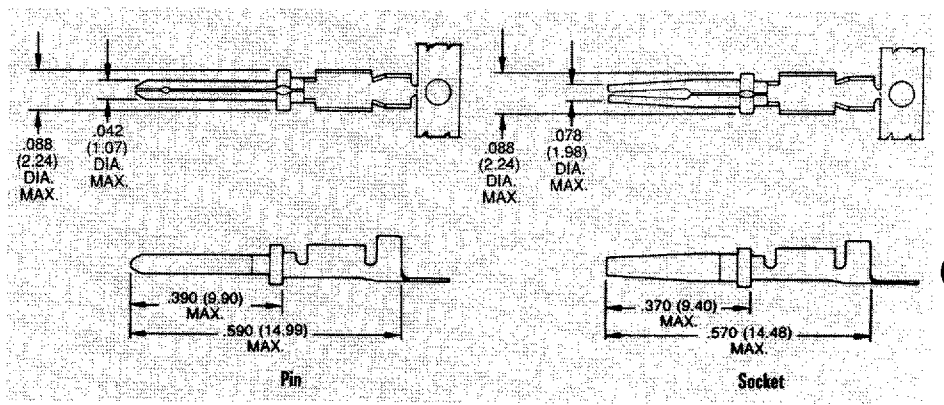 .088
(2.24)
DIA.
MAX.
.042
(1.07)
DIA.
MAX.
.088
(2.24)
DIA.
MAX.
.078
(1.98)
DIA.
MAX.
.390 (9.90)
MAX.
.590 (14.99)
MAX.
Pin
.370 (9.40)
MAX.
.570 (14.48)
MAX.
Socket